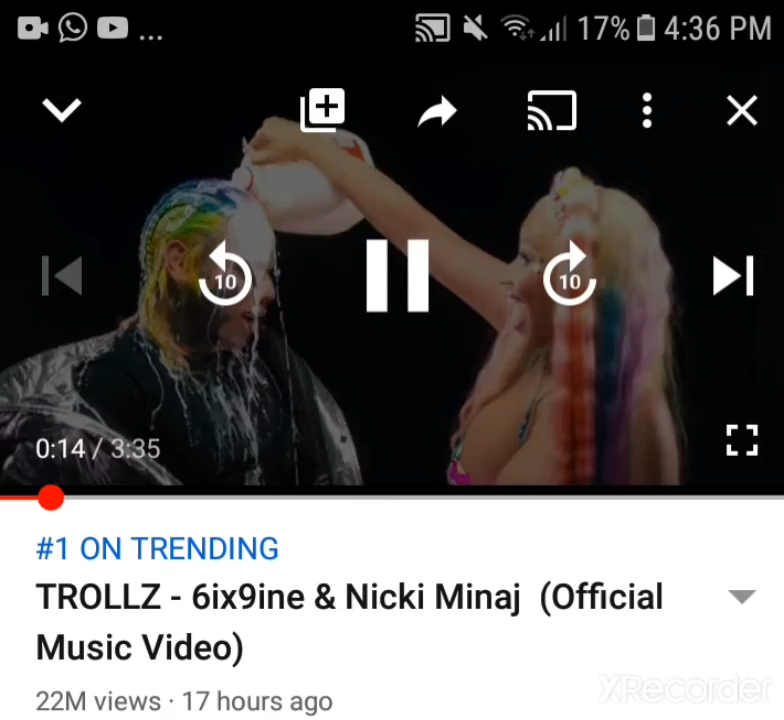 ... 17% 4:36 PM
10 10
0:14 / 3:35
#1 ON TRENDING
TROLLZ - 6ix9ine & Nicki Minaj (Official
Music Video)
22M views · 17 hours ago
XRecorder